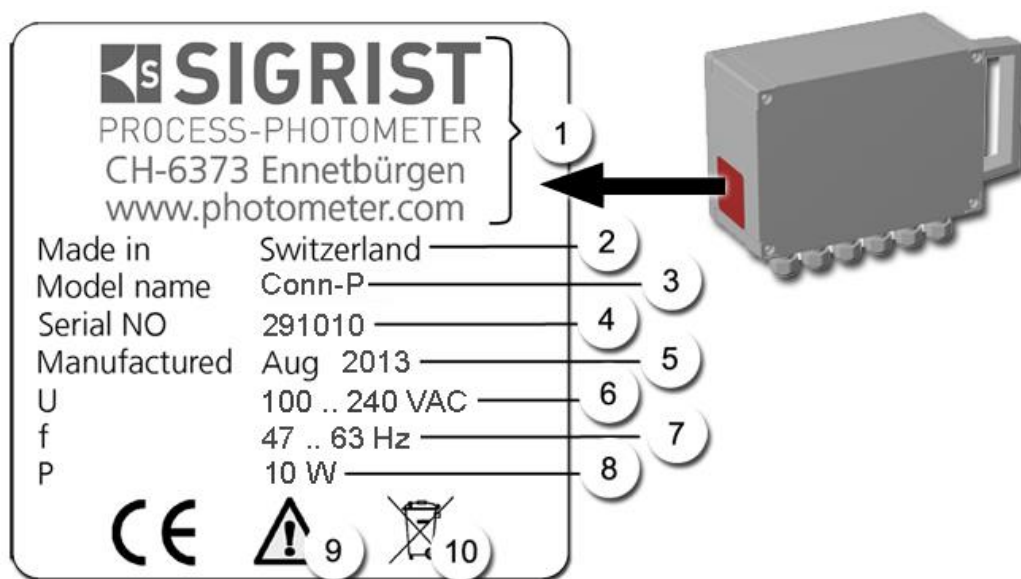 S SIGRIST
PROCESS-PHOTOMETER
CH-6373 Ennetbürgen
www.photometer.com
1
Made in Switzerland 2
Model name Conn-P 3
Serial NO 291010 4
Manufactured Aug 2013 5
U 100 .. 240 VAC 6
f 47 .. 63 Hz 7
P 10 W 8
CE 9 10